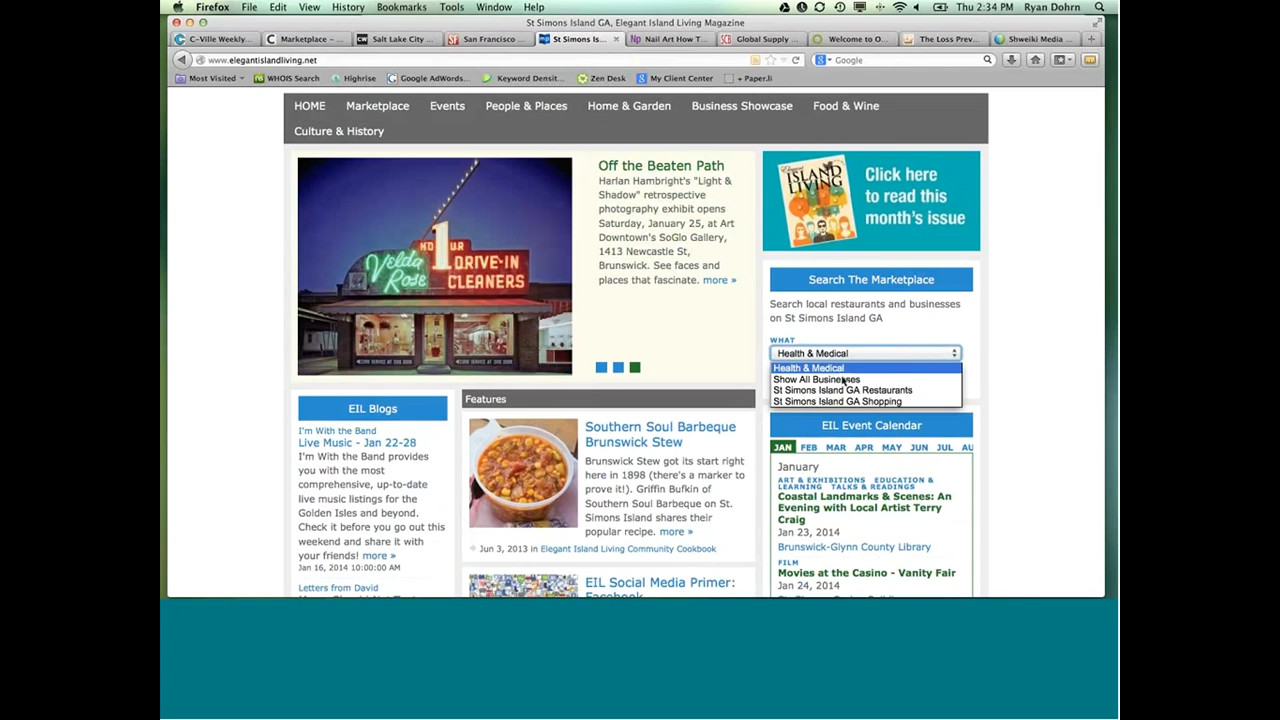 Firefox File Edit View History Bookmarks Tools Window Help Thu 2:34 PM Ryan Dohrn
St Simons Island GA, Elegant Island Living Magazine
C-Ville Weekly... Marketplace – ... Salt Lake City ... San Francisco ... St Simons Is... Nail Art How T... Global Supply ... Welcome to O... The Loss Prev... Shweiki Media ...
www.elegantislandliving.net Google
Most Visited WHOIS Search Highrise Google AdWords... Keyword Densit... Zen Desk My Client Center + Paper.li
HOME Marketplace Events People & Places Home & Garden Business Showcase Food & Wine
Culture & History
Velda Rose
1 HOUR DRIVE-IN CLEANERS
Off the Beaten Path
Harlan Hambright's "Light &
Shadow" retrospective
photography exhibit opens
Saturday, January 25, at Art
Downtown's SoGlo Gallery,
1413 Newcastle St,
Brunswick. See faces and
places that fascinate. more »
ISLAND LIVING
Click here
to read this
month's issue
Search The Marketplace
Search local restaurants and businesses
on St Simons Island GA
WHAT
Health & Medical
Health & Medical
Show All Businesses
St Simons Island GA Restaurants
St Simons Island GA Shopping
EIL Blogs
I'm With the Band
Live Music - Jan 22-28
I'm With the Band provides
you with the most
comprehensive, up-to-date
live music listings for the
Golden Isles and beyond.
Check it before you go out this
weekend and share it with
your friends! more »
Jan 16, 2014 10:00:00 AM
Letters from David
Features
Southern Soul Barbeque
Brunswick Stew
Brunswick Stew got its start right
here in 1898 (there's a marker to
prove it!). Griffin Bufkin of
Southern Soul Barbeque on St.
Simons Island shares their
popular recipe. more »
Jun 3, 2013 in Elegant Island Living Community Cookbook
EIL Social Media Primer:
Facebook
EIL Event Calendar
JAN FEB MAR APR MAY JUN JUL AU
January
ART & EXHIBITIONS EDUCATION &
LEARNING TALKS & READINGS
Coastal Landmarks & Scenes: An
Evening with Local Artist Terry
Craig
Jan 23, 2014
Brunswick-Glynn County Library
FILM
Movies at the Casino - Vanity Fair
Jan 24, 2014